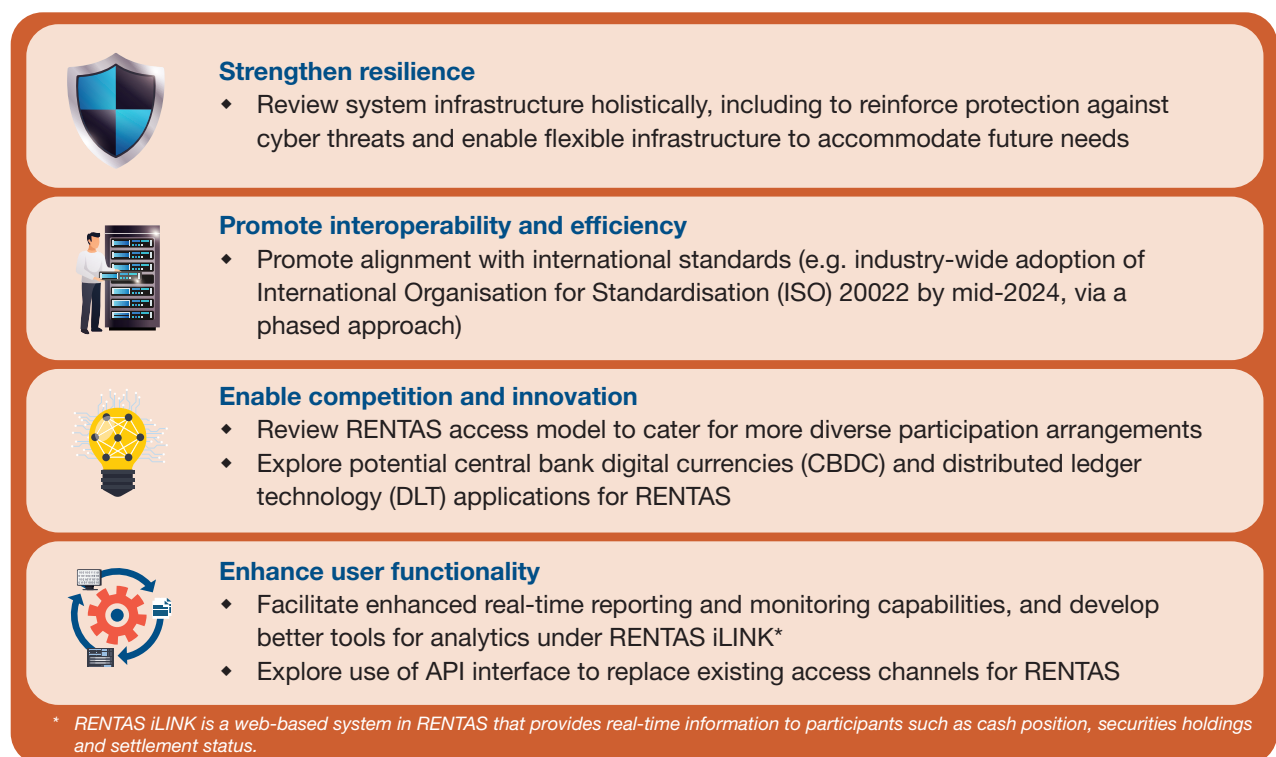 Strengthen resilience
◆ Review system infrastructure holistically, including to reinforce protection against
cyber threats and enable flexible infrastructure to accommodate future needs
Promote interoperability and efficiency
◆ Promote alignment with international standards (e.g. industry-wide adoption of
International Organisation for Standardisation (ISO) 20022 by mid-2024, via a
phased approach)
Enable competition and innovation
◆ Review RENTAS access model to cater for more diverse participation arrangements
◆ Explore potential central bank digital currencies (CBDC) and distributed ledger
technology (DLT) applications for RENTAS
Enhance user functionality
◆ Facilitate enhanced real-time reporting and monitoring capabilities, and develop
better tools for analytics under RENTAS iLINK*
◆ Explore use of API interface to replace existing access channels for RENTAS
* RENTAS iLINK is a web-based system in RENTAS that provides real-time information to participants such as cash position, securities holdings
and settlement status.